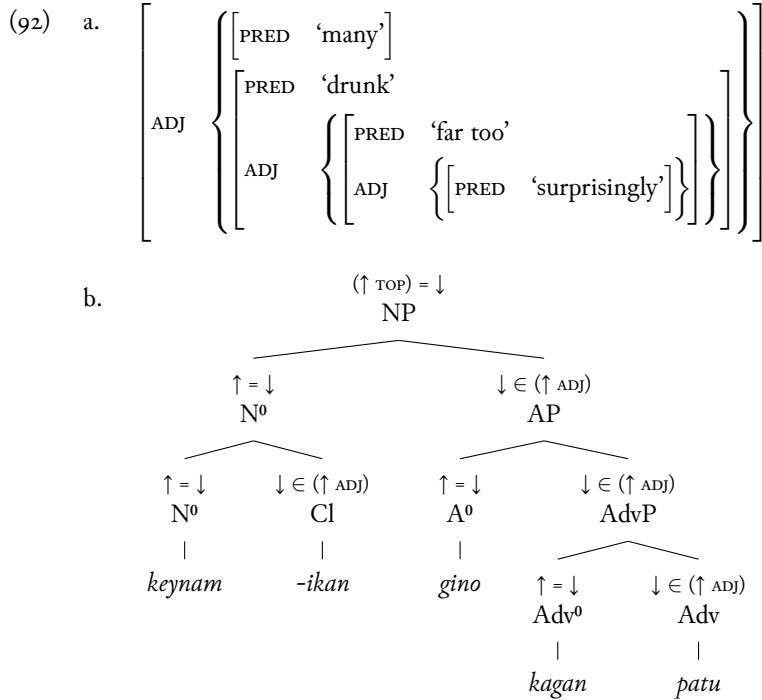 (92) a. [ADJ {[PRED ‘many’]
[PRED ‘drunk’
ADJ {[PRED ‘far too’
ADJ {[PRED ‘surprisingly’]}]}]}]
b. (↑ TOP) = ↓
NP
↑ = ↓ ↓ ∈ (↑ ADJ)
N⁰ AP
↑ = ↓ ↓ ∈ (↑ ADJ) ↑ = ↓ ↓ ∈ (↑ ADJ)
N⁰ Cl A⁰ AdvP
keynam -ikan gino
↑ = ↓ ↓ ∈ (↑ ADJ)
Adv⁰ Adv
kagan patu